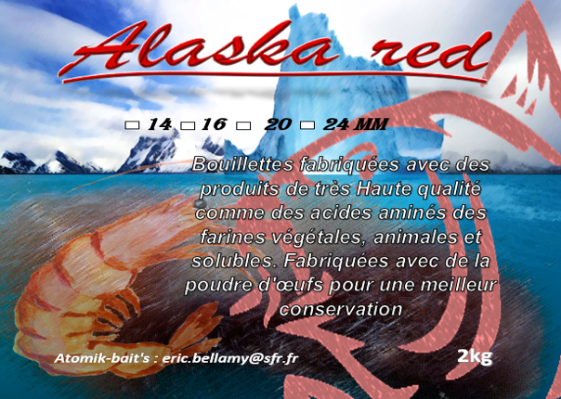 Alaska red
14 16 20 24 MM
Bouillettes fabriquées avec des
produits de très Haute qualité
comme des acides aminés des
farines végétales, animales et
solubles. Fabriquées avec de la
poudre d'œufs pour une meilleur
conservation
Atomik-bait's : eric.bellamy@sfr.fr 2kg